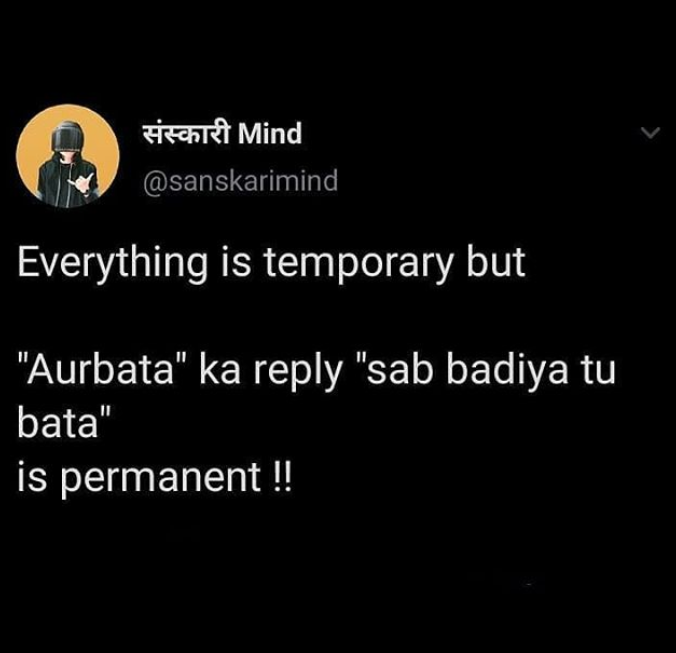 संस्कारी Mind
@sanskarimind
Everything is temporary but
"Aurbata" ka reply "sab badiya tu
bata"
is permanent !!